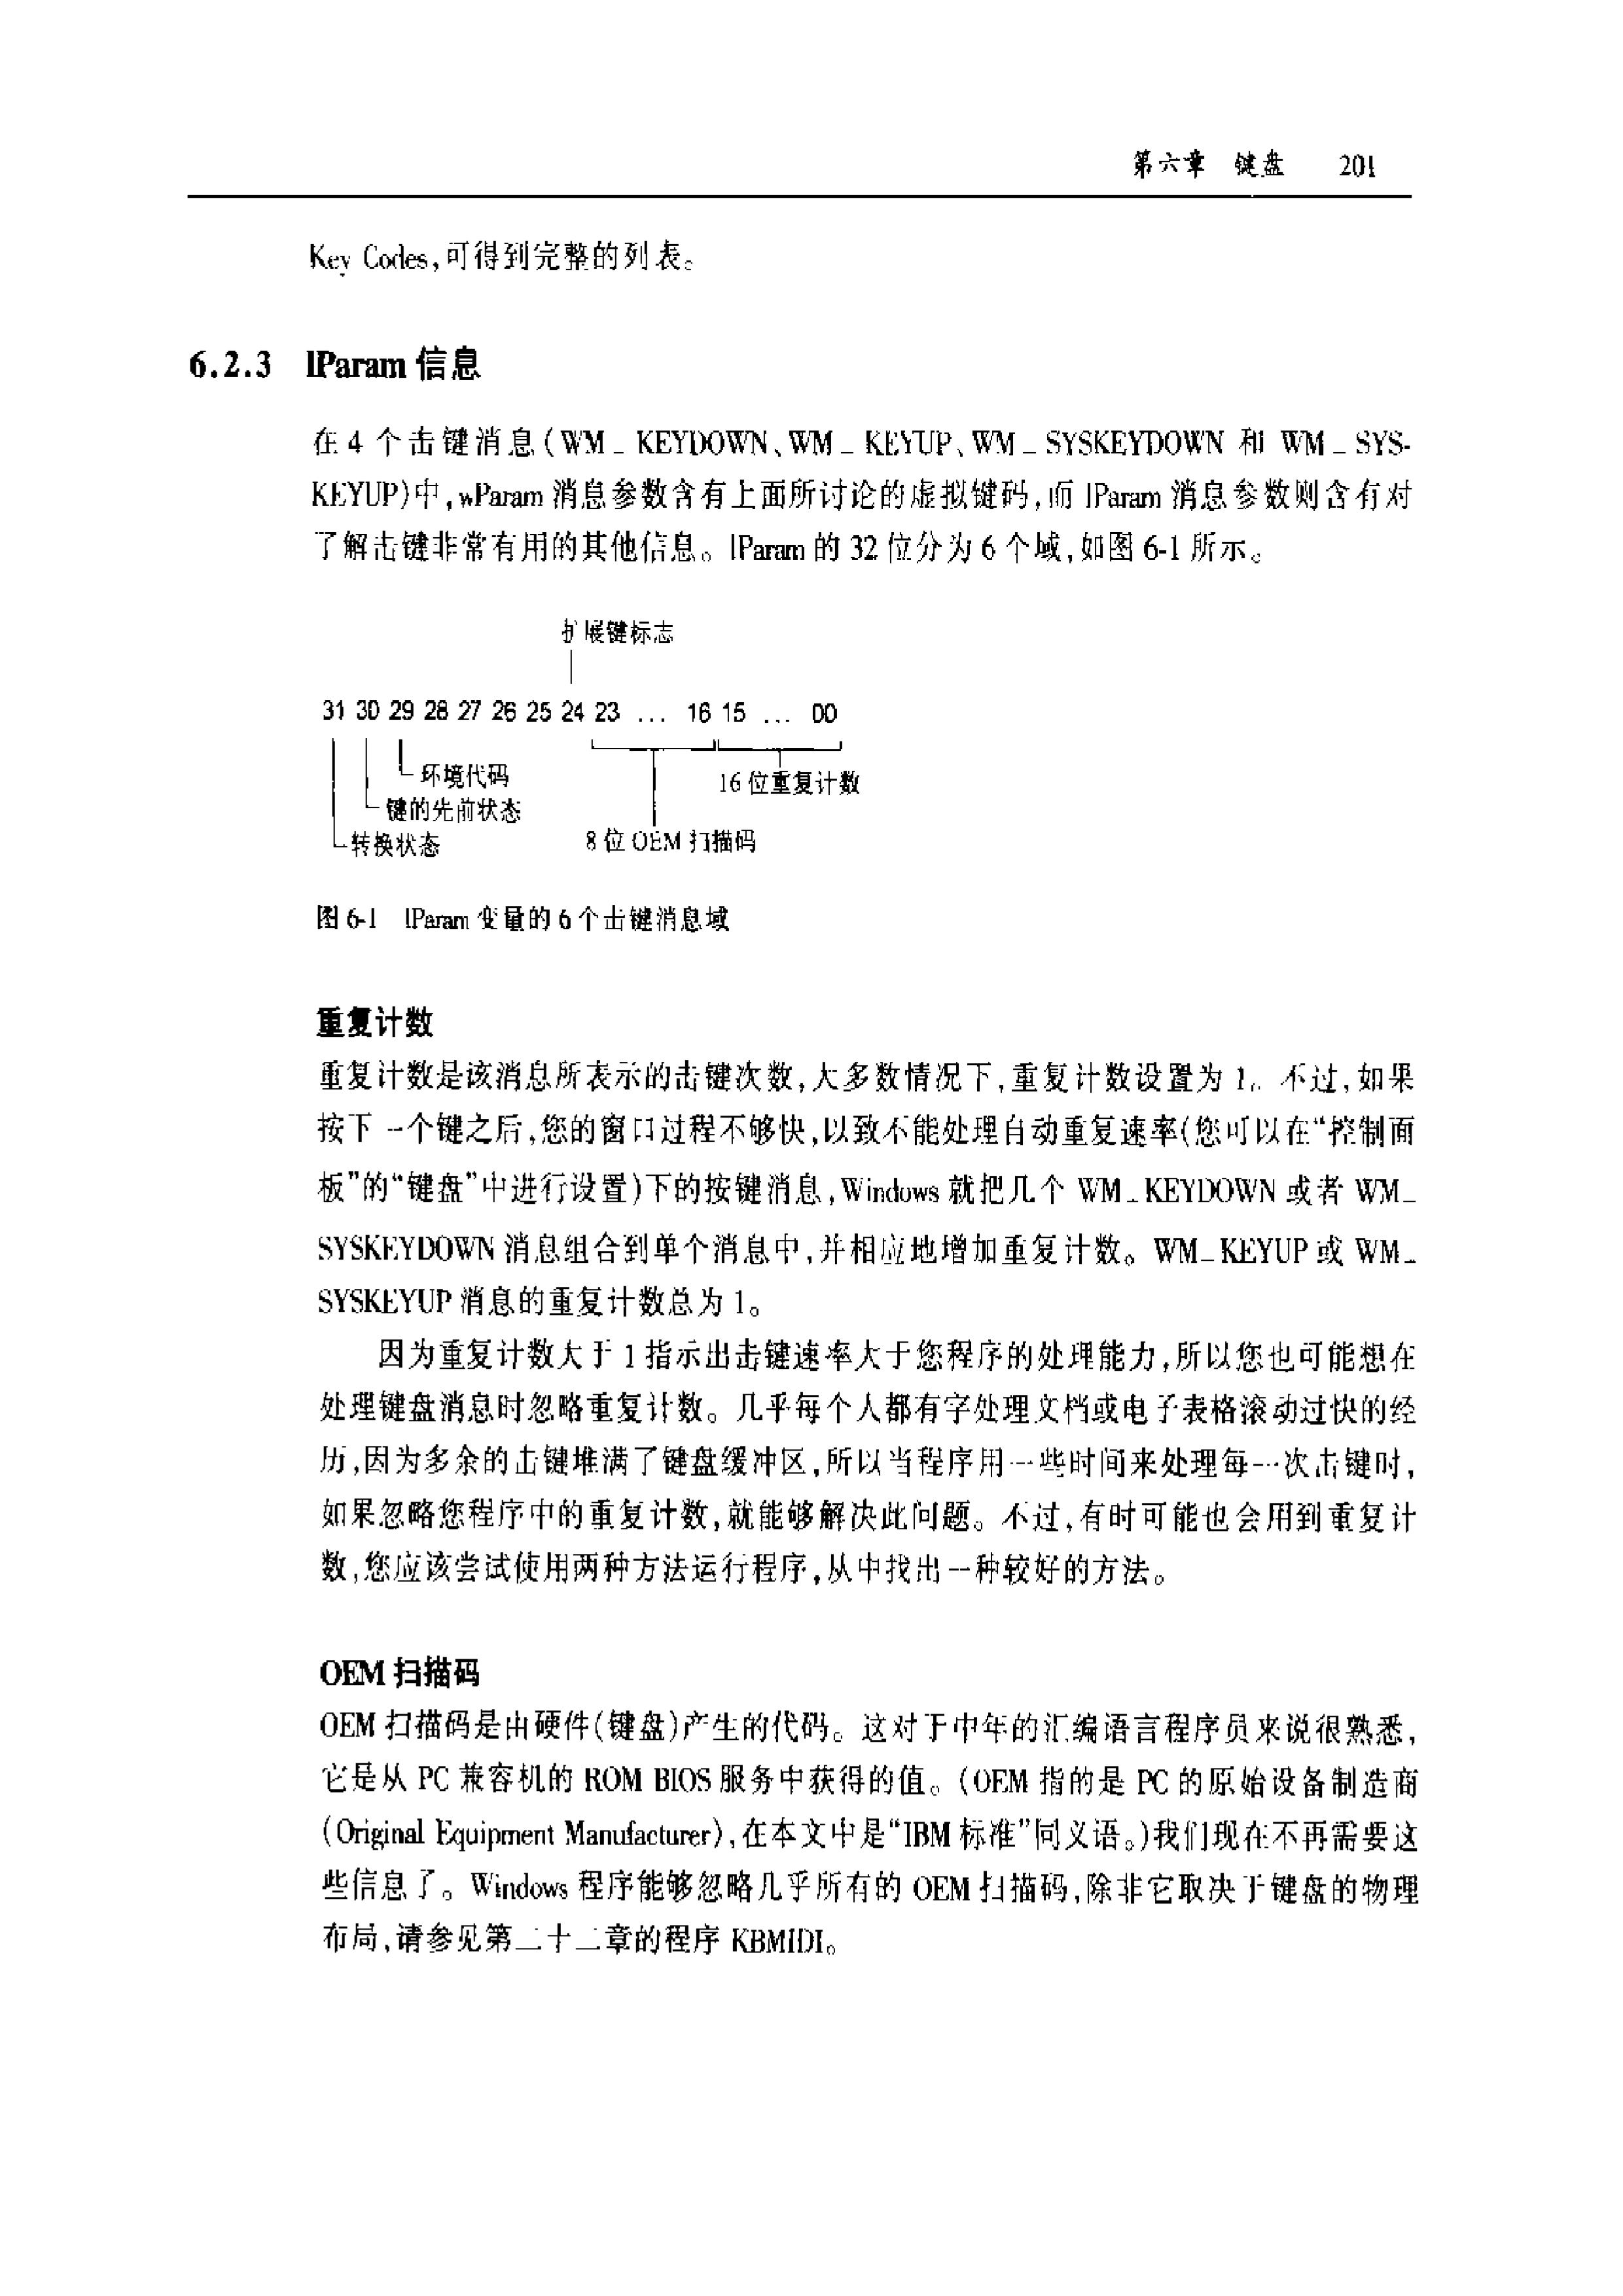 第六章 键盘 201
Key Codes,可得到完整的列表。
6.2.3 lParam 信息
在 4 个击键消息(WM_KEYDOWN、WM_KEYUP、WM_SYSKEYDOWN 和 WM_SYS-
KEYUP)中,wParam 消息参数含有上面所讨论的虚拟键码,而 lParam 消息参数则含有对
了解击键非常有用的其他信息。lParam 的 32 位分为 6 个域,如图 6-1 所示。
扩展键标志
31 30 29 28 27 26 25 24 23 ... 16 15 ... 00
环境代码
16 位重复计数
键的先前状态
转换状态
8 位 OEM 扫描码
图 6-1 lParam 变量的 6 个击键消息域
重复计数
重复计数是该消息所表示的击键次数,大多数情况下,重复计数设置为 1。不过,如果
按下一个键之后,您的窗口过程不够快,以致不能处理自动重复速率(您可以在“控制面
板”的“键盘”中进行设置)下的按键消息,Windows 就把几个 WM_KEYDOWN 或者 WM_
SYSKEYDOWN 消息组合到单个消息中,并相应地增加重复计数。WM_KEYUP 或 WM_
SYSKEYUP 消息的重复计数总为 1。
因为重复计数大于 1 指示出击键速率大于您程序的处理能力,所以您也可能想在
处理键盘消息时忽略重复计数。几乎每个人都有字处理文档或电子表格滚动过快的经
历,因为多余的击键堆满了键盘缓冲区,所以当程序用一些时间来处理每一次击键时,
如果忽略您程序中的重复计数,就能够解决此问题。不过,有时可能也会用到重复计
数,您应该尝试使用两种方法运行程序,从中找出一种较好的方法。
OEM 扫描码
OEM 扫描码是由硬件(键盘)产生的代码。这对于中年的汇编语言程序员来说很熟悉,
它是从 PC 兼容机的 ROM BIOS 服务中获得的值。(OEM 指的是 PC 的原始设备制造商
(Original Equipment Manufacturer),在本文中是“IBM 标准”同义语。)我们现在不再需要这
些信息了。Windows 程序能够忽略几乎所有的 OEM 扫描码,除非它取决于键盘的物理
布局,请参见第二十二章的程序 KBMIDI。